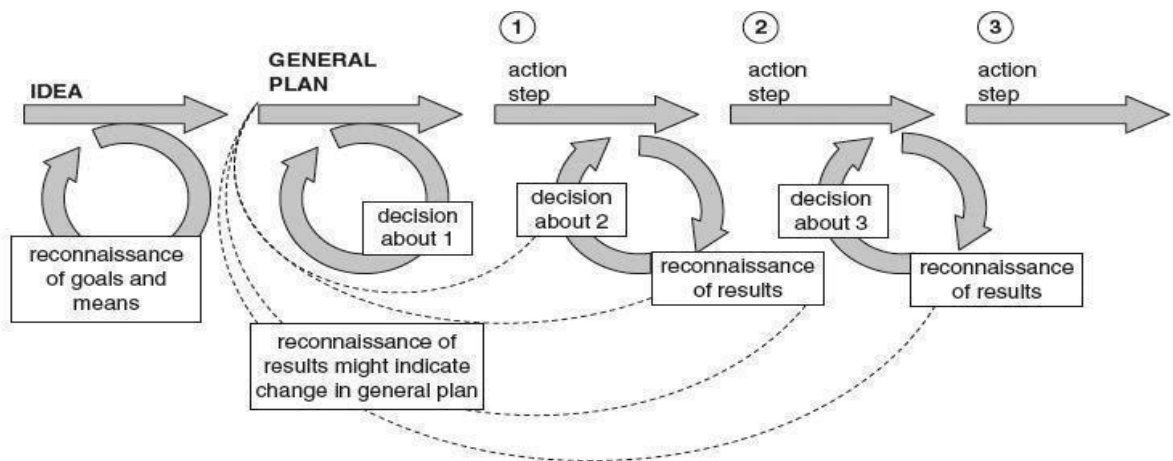 IDEA
reconnaissance
of goals and
means
GENERAL
PLAN
decision
about 1
1
action
step
decision
about 2
reconnaissance
of results
2
action
step
decision
about 3
reconnaissance
of results
3
action
step
reconnaissance of
results might indicate
change in general plan